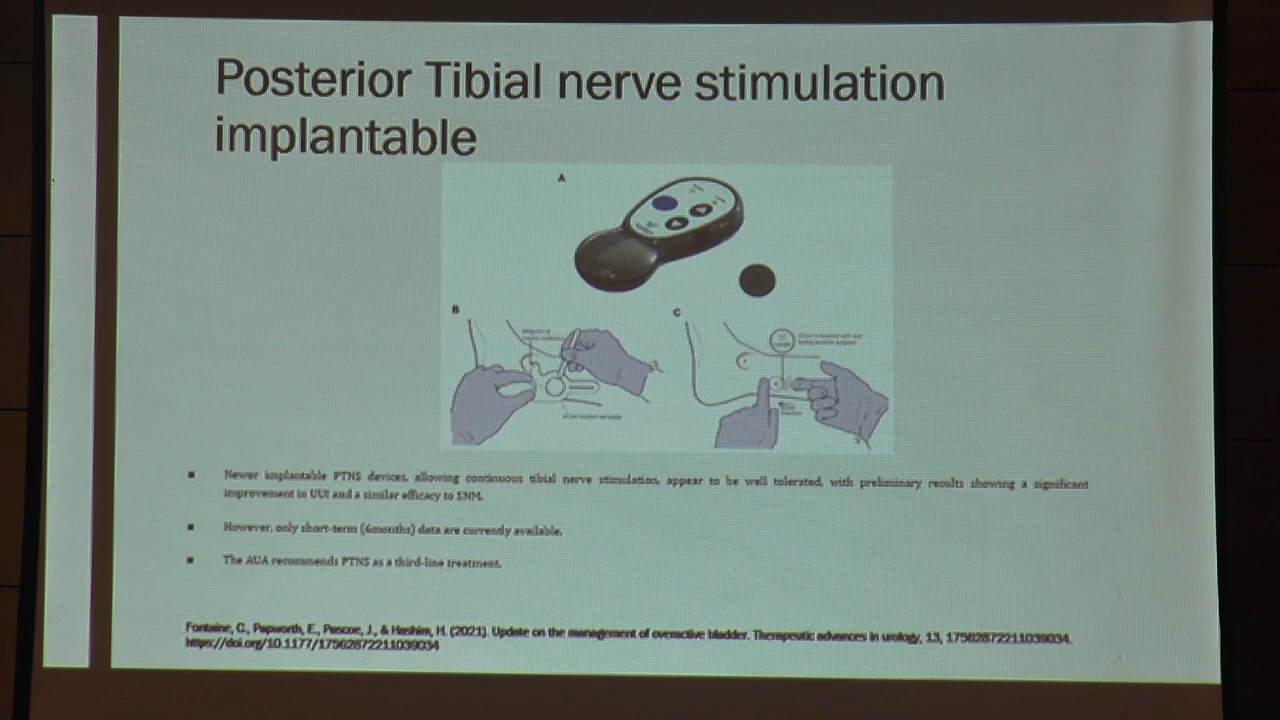 Posterior Tibial nerve stimulation
implantable
A
B
C
Newer implantable PTNS devices, allowing continuous tibial nerve stimulation, appear to be well tolerated, with preliminary results showing a significant
improvement in UUI and a similar efficacy to SNM.
However, only short-term (6months) data are currently available.
The AUA recommends PTNS as a third-line treatment.
Fontaine, C., Papworth, E., Pascoe, J., & Hashim, H. (2021). Update on the management of overactive bladder. Therapeutic advances in urology, 13, 17562872211039034.
https://doi.org/10.1177/17562872211039034